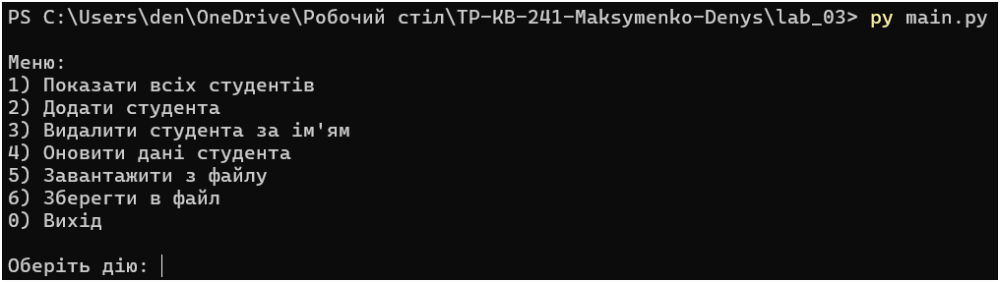 PS C:\Users\den\OneDrive\Робочий стіл\TP-KB-241-Maksymenko-Denys\lab_03> py main.py
Меню:
1) Показати всіх студентів
2) Додати студента
3) Видалити студента за ім'ям
4) Оновити дані студента
5) Завантажити з файлу
6) Зберегти в файл
0) Вихід
Оберіть дію: